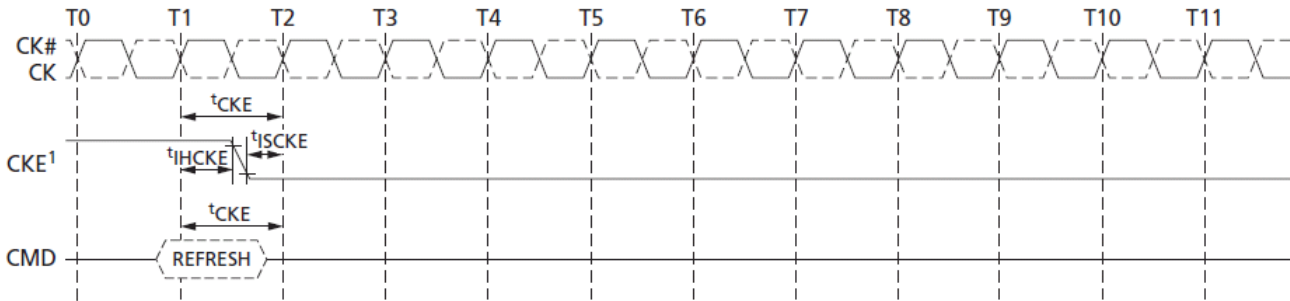 T0 T1 T2 T3 T4 T5 T6 T7 T8 T9 T10 T11
CK#
CK
tCKE
tISCKE
CKE1
tIHCKE
tCKE
CMD
REFRESH